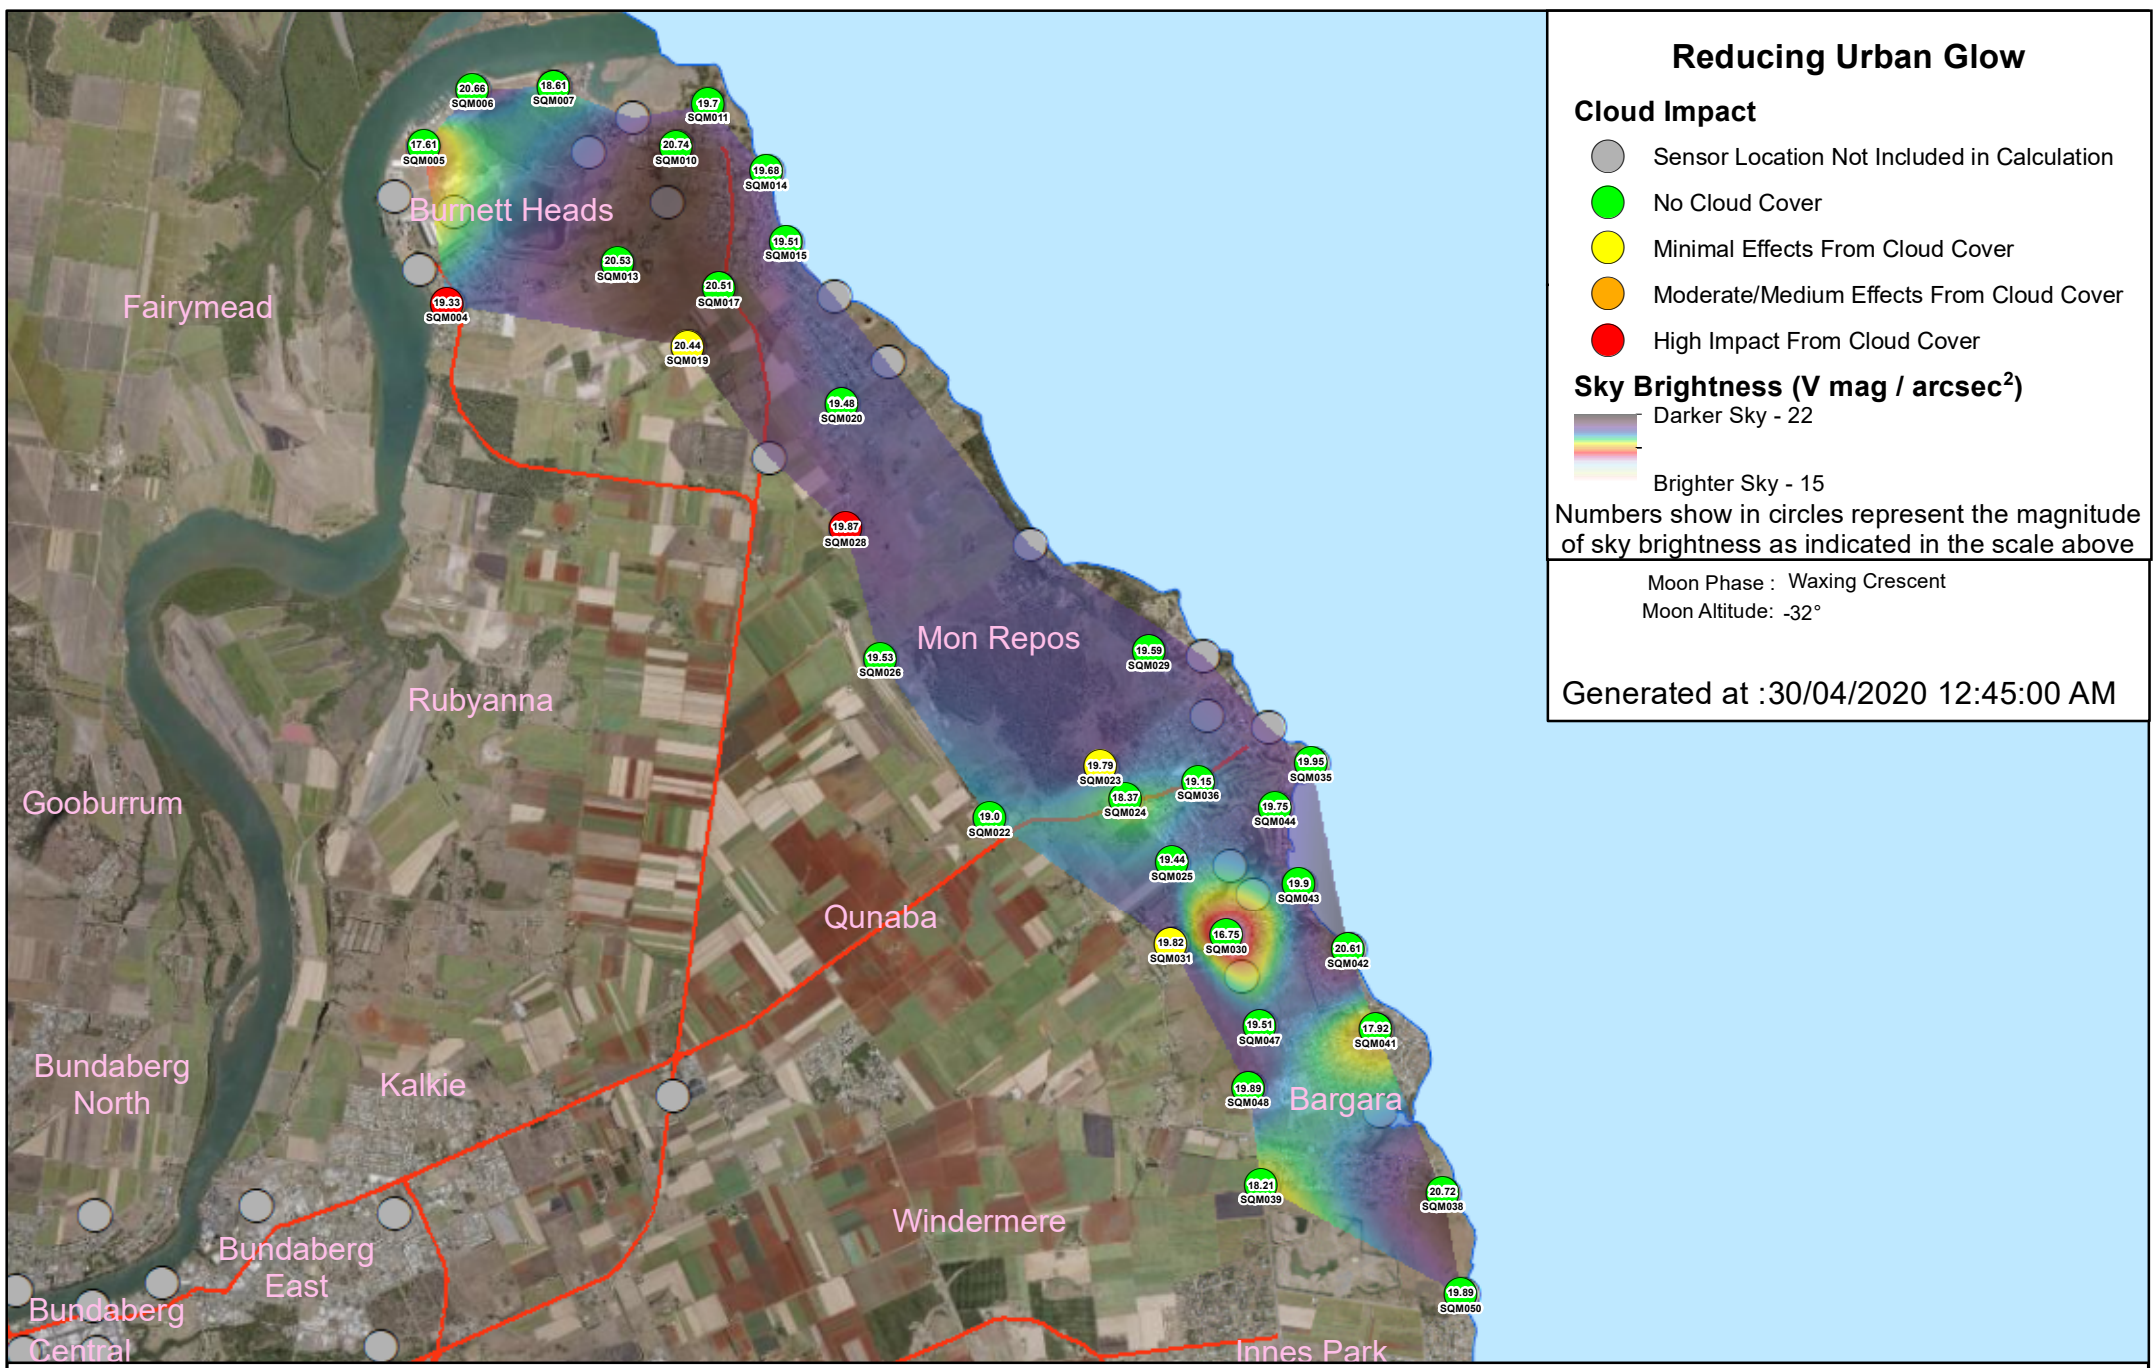 Reducing Urban Glow
Cloud Impact
Sensor Location Not Included in Calculation
No Cloud Cover
Minimal Effects From Cloud Cover
Moderate/Medium Effects From Cloud Cover
High Impact From Cloud Cover
Sky Brightness (V mag / arcsec²)
Darker Sky - 22
Brighter Sky - 15
Numbers show in circles represent the magnitude
of sky brightness as indicated in the scale above
Moon Phase : Waxing Crescent
Moon Altitude: -32°
Generated at :30/04/2020 12:45:00 AM
20.66
SQM006
18.61
SQM007
19.7
SQM011
17.61
SQM005
20.74
SQM010
19.68
SQM014
Burnett Heads
19.51
SQM015
20.53
SQM013
20.51
SQM017
Fairymead
19.33
SQM004
20.44
SQM019
19.48
SQM020
19.87
SQM028
Mon Repos
19.53
SQM026
19.59
SQM029
Rubyanna
19.79
SQM023
19.95
SQM035
19.15
SQM036
18.37
SQM024
19.75
SQM044
Gooburrum
19.0
SQM022
19.44
SQM025
19.9
SQM043
Qunaba
16.75
SQM030
19.82
SQM031
20.61
SQM042
19.51
SQM047
17.92
SQM041
Bundaberg
North
Kalkie
19.89
SQM048
Bargara
18.21
SQM039
20.72
SQM038
Windermere
Bundaberg
East
19.89
SQM050
Bundaberg
Central
Innes Park